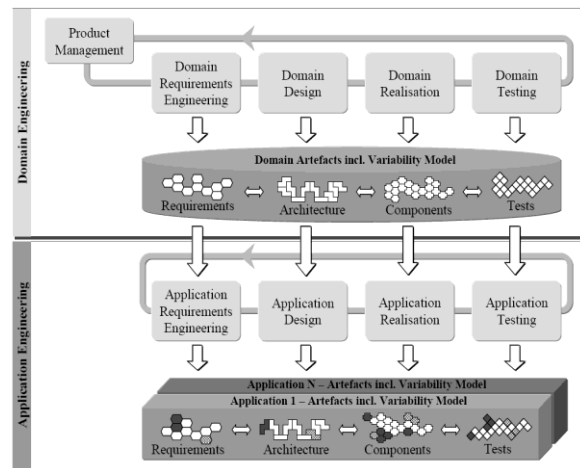 Domain Engineering
Product
Management
Domain
Requirements
Engineering
Domain
Design
Domain
Realisation
Domain
Testing
Domain Artefacts incl. Variability Model
Requirements
Architecture
Components
Tests
Application Engineering
Application
Requirements
Engineering
Application
Design
Application
Realisation
Application
Testing
Application N – Artefacts incl. Variability Model
Application 1 – Artefacts incl. Variability Model
Requirements
Architecture
Components
Tests